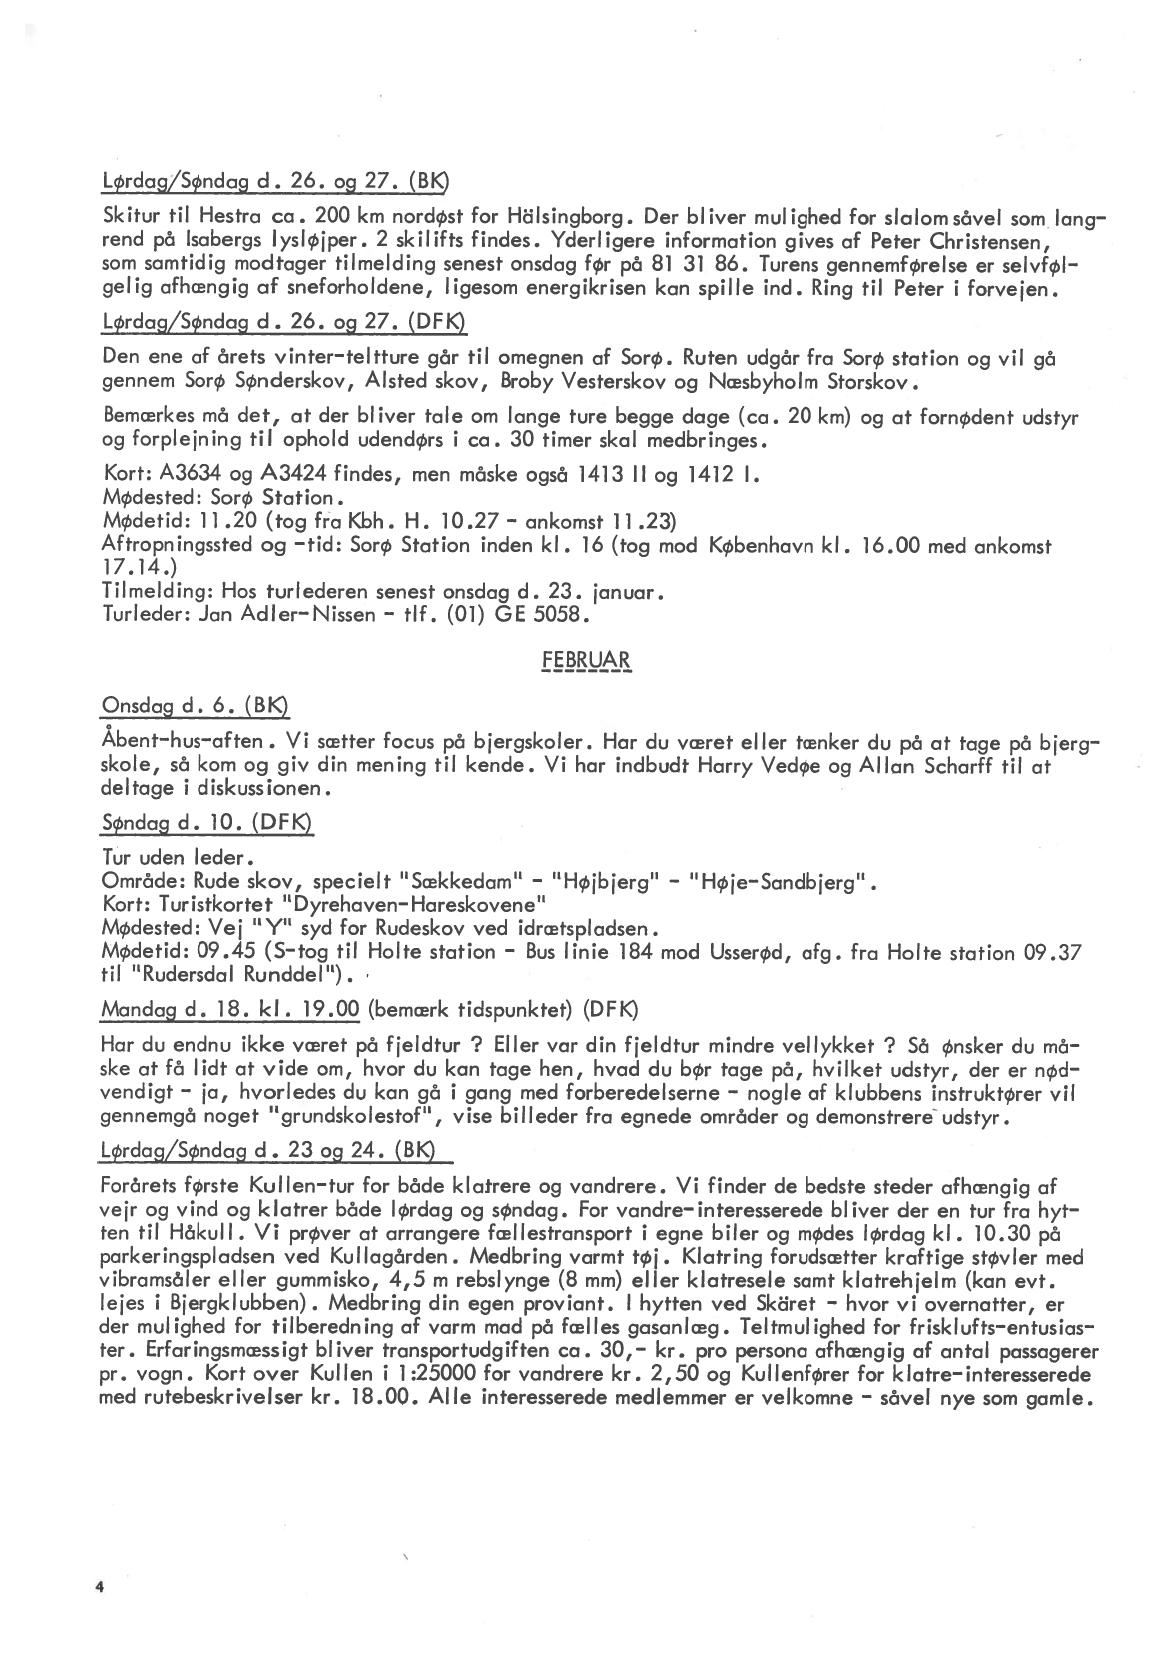 Lørdag/Søndag d. 26. og 27. (BK)
Skitur til Hestra ca. 200 km nordøst for Hälsingborg. Der bliver mulighed for slalom såvel som lang-
rend på Isabergs lysløjper. 2 skilifts findes. Yderligere information gives af Peter Christensen,
som samtidig modtager tilmelding senest onsdag før på 81 31 86. Turens gennemførelse er selvføl-
gelig afhængig af sneforholdene, ligesom energikrisen kan spille ind. Ring til Peter i forvejen.
Lørdag/Søndag d. 26. og 27. (DFK)
Den ene af årets vinter-teltture går til omegnen af Sorø. Ruten udgår fra Sorø station og vil gå
gennem Sorø Sønderskov, Alsted skov, Broby Vesterskov og Næsbyholm Storskov.
Bemærkes må det, at der bliver tale om lange ture begge dage (ca. 20 km) og at fornødent udstyr
og forplejning til ophold udendørs i ca. 30 timer skal medbringes.
Kort: A3634 og A3424 findes, men måske også 1413 II og 1412 I.
Mødested: Sorø Station.
Mødetid: 11.20 (tog fra Kbh. H. 10.27 - ankomst 11.23)
Aftropningssted og -tid: Sorø Station inden kl. 16 (tog mod København kl. 16.00 med ankomst
17.14.)
Tilmelding: Hos turlederen senest onsdag d. 23. januar.
Turleder: Jan Adler-Nissen - tlf. (01) GE 5058.
FEBRUAR
Onsdag d. 6. (BK)
Åbent-hus-aften. Vi sætter focus på bjergskoler. Har du været eller tænker du på at tage på bjerg-
skole, så kom og giv din mening til kende. Vi har indbudt Harry Vedøe og Allan Scharff til at
deltage i diskussionen.
Søndag d. 10. (DFK)
Tur uden leder.
Område: Rude skov, specielt "Sækkedam" - "Højbjerg" - "Høje-Sandbjerg".
Kort: Turistkortet "Dyrehaven-Hareskovene"
Mødested: Vej "Y" syd for Rudeskov ved idrætspladsen.
Mødetid: 09.45 (S-tog til Holte station - Bus linie 184 mod Usserød, afg. fra Holte station 09.37
til "Rudersdal Runddel").
Mandag d. 18. kl. 19.00 (bemærk tidspunktet) (DFK)
Har du endnu ikke været på fjeldtur ? Eller var din fjeldtur mindre vellykket ? Så ønsker du må-
ske at få lidt at vide om, hvor du kan tage hen, hvad du bør tage på, hvilket udstyr, der er nød-
vendigt - ja, hvorledes du kan gå i gang med forberedelserne - nogle af klubbens instruktører vil
gennemgå noget "grundskolestof", vise billeder fra egnede områder og demonstrere udstyr.
Lørdag/Søndag d. 23 og 24. (BK)
Forårets første Kullen-tur for både klatrere og vandrere. Vi finder de bedste steder afhængig af
vejr og vind og klatrer både lørdag og søndag. For vandre-interesserede bliver der en tur fra hyt-
ten til Håkull. Vi prøver at arrangere fællestransport i egne biler og mødes lørdag kl. 10.30 på
parkeringspladsen ved Kullagården. Medbring varmt tøj. Klatring forudsætter kraftige støvler med
vibramsåler eller gummisko, 4,5 m rebslynge (8 mm) eller klatresele samt klatrehjelm (kan evt.
lejes i Bjergklubben). Medbring din egen proviant. I hytten ved Skäret - hvor vi overnatter, er
der mulighed for tilberedning af varm mad på fælles gasanlæg. Teltmulighed for frisklufts-entusias-
ter. Erfaringsmæssigt bliver transportudgiften ca. 30,- kr. pro persona afhængig af antal passagerer
pr. vogn. Kort over Kullen i 1:25000 for vandrere kr. 2,50 og Kullenfører for klatre-interesserede
med rutebeskrivelser kr. 18.00. Alle interesserede medlemmer er velkomne - såvel nye som gamle.
4